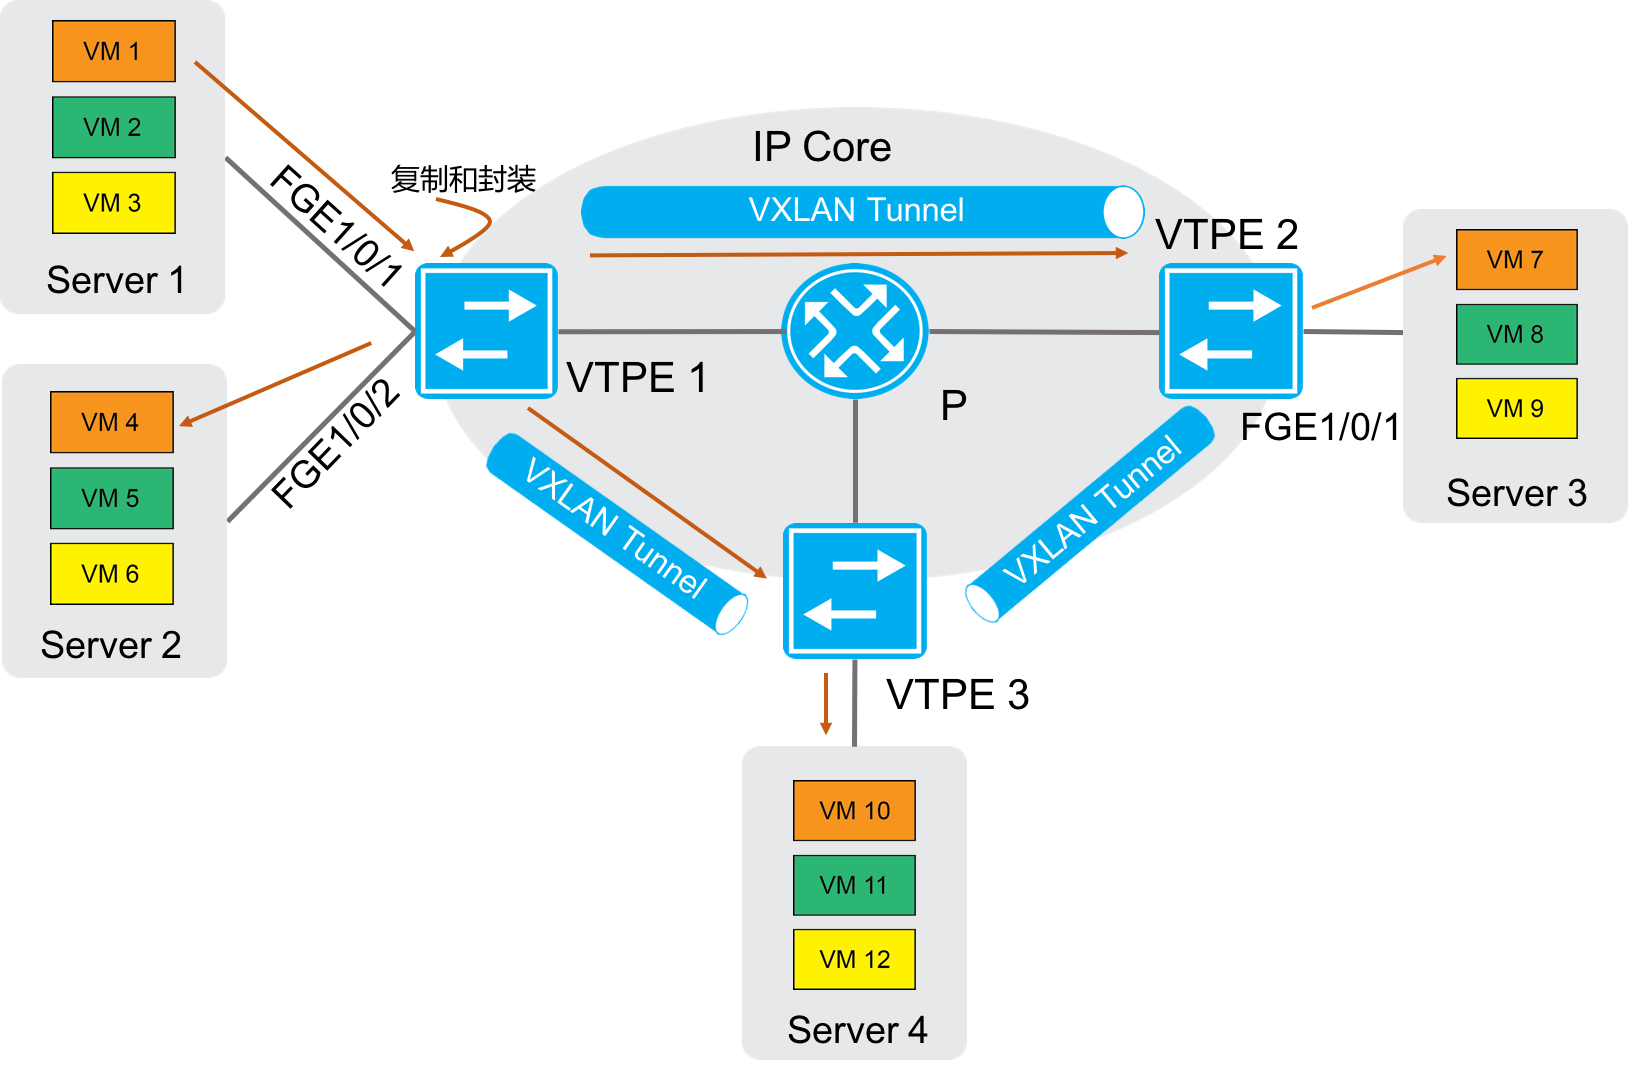 VM 1
VM 2
VM 3
Server 1
FGE1/0/1
复制和封装
IP Core
VXLAN Tunnel
VTPE 1
VTPE 2
P
FGE1/0/1
VM 7
VM 8
VM 9
Server 3
VM 4
VM 5
VM 6
Server 2
FGE1/0/2
VXLAN Tunnel
VXLAN Tunnel
VTPE 3
VM 10
VM 11
VM 12
Server 4